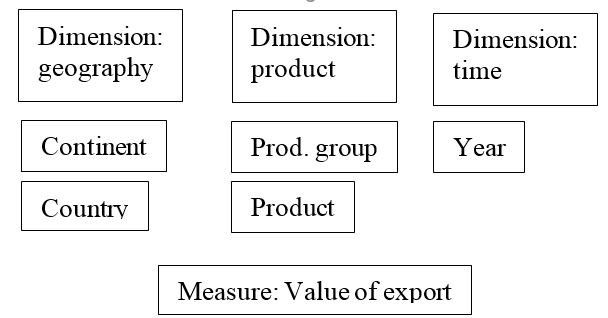 Dimension:
geography
Dimension:
product
Dimension:
time
Continent
Prod. group
Year
Country
Product
Measure: Value of export